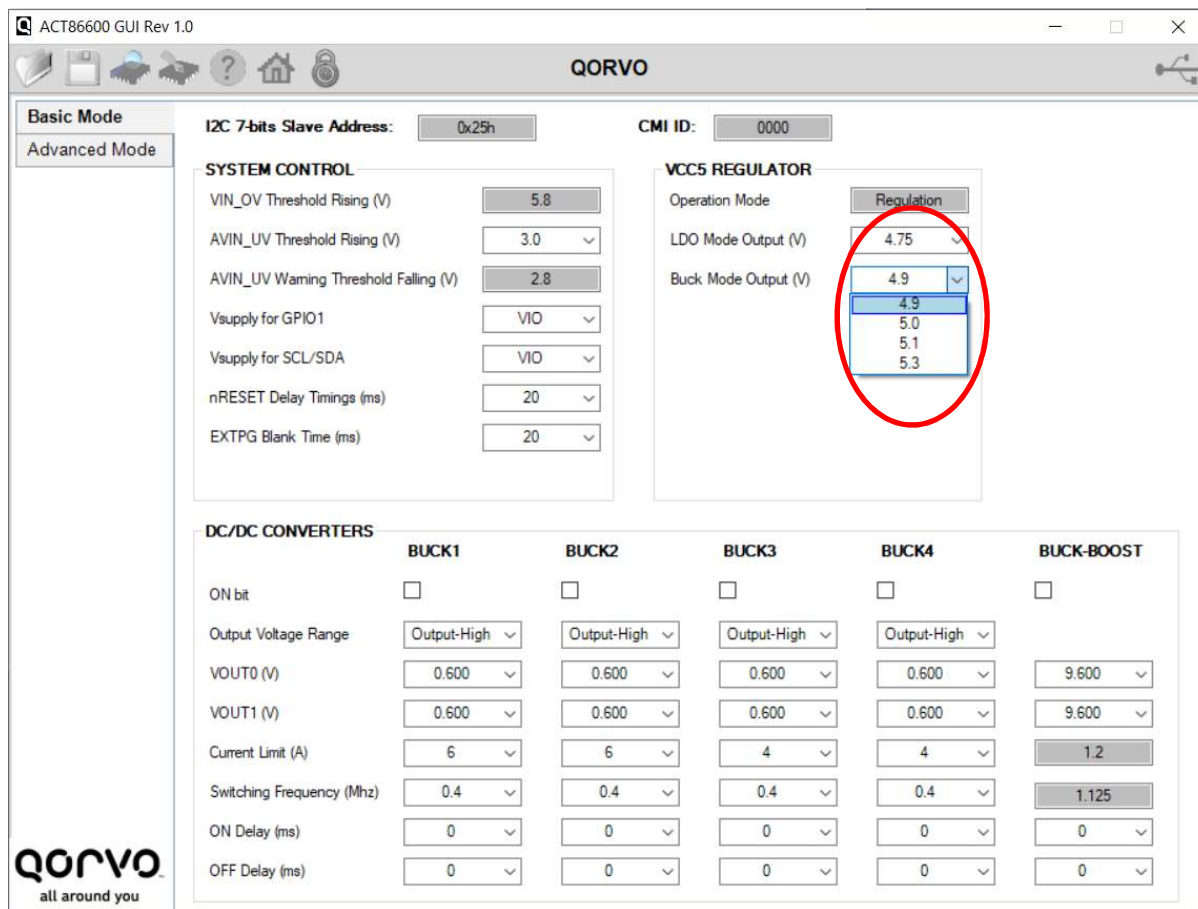 ACT86600 GUI Rev 1.0
QORVO
Basic Mode
Advanced Mode
I2C 7-bits Slave Address: 0x25h CMI ID: 0000
SYSTEM CONTROL
VIN_OV Threshold Rising (V) 5.8
AVIN_UV Threshold Rising (V) 3.0
AVIN_UV Warning Threshold Falling (V) 2.8
Vsupply for GPIO1 VIO
Vsupply for SCL/SDA VIO
nRESET Delay Timings (ms) 20
EXTPG Blank Time (ms) 20
VCC5 REGULATOR
Operation Mode Regulation
LDO Mode Output (V) 4.75
Buck Mode Output (V) 4.9
4.9
5.0
5.1
5.3
DC/DC CONVERTERS
BUCK1 BUCK2 BUCK3 BUCK4 BUCK-BOOST
ON bit
Output Voltage Range Output-High Output-High Output-High Output-High
VOUT0 (V) 0.600 0.600 0.600 0.600 9.600
VOUT1 (V) 0.600 0.600 0.600 0.600 9.600
Current Limit (A) 6 6 4 4 1.2
Switching Frequency (Mhz) 0.4 0.4 0.4 0.4 1.125
ON Delay (ms) 0 0 0 0 0
OFF Delay (ms) 0 0 0 0 0
QORVO
all around you